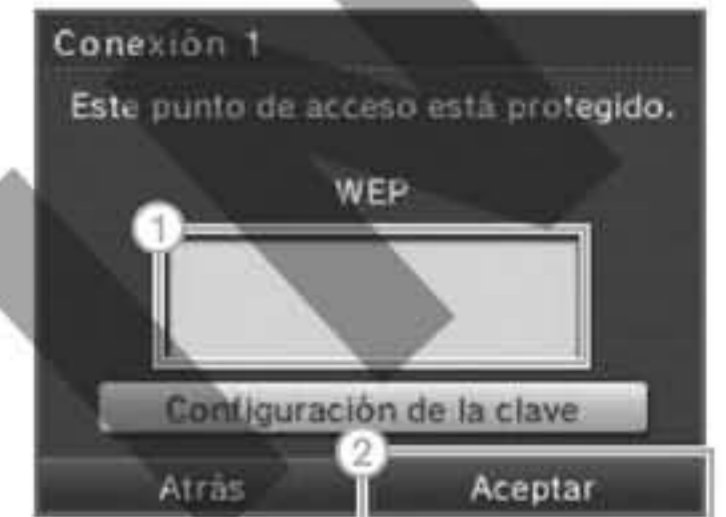 Conexión 1
Este punto de acceso está protegido.
WEP
1
Configuración de la clave
2
Atrás
Aceptar